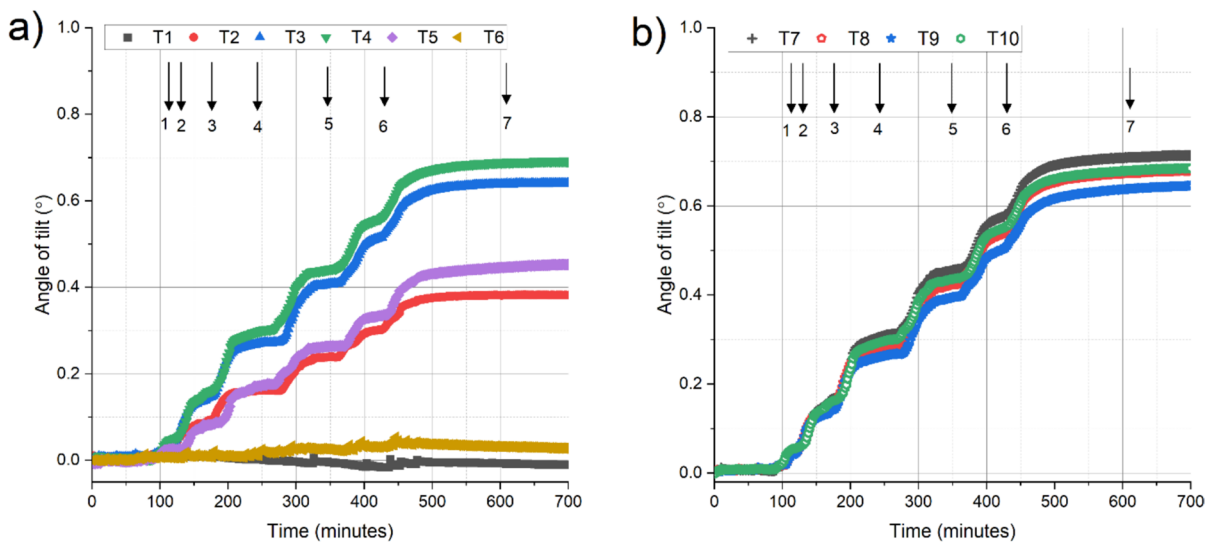 a)
T1 T2 T3 T4 T5 T6
1.0
0.8
0.6
0.4
0.2
0.0
1 2 3 4 5 6 7
Angle of tilt (°)
0 100 200 300 400 500 600 700
Time (minutes)
b)
T7 T8 T9 T10
1.0
0.8
0.6
0.4
0.2
0.0
1 2 3 4 5 6 7
Angle of tilt (°)
0 100 200 300 400 500 600 700
Time (minutes)